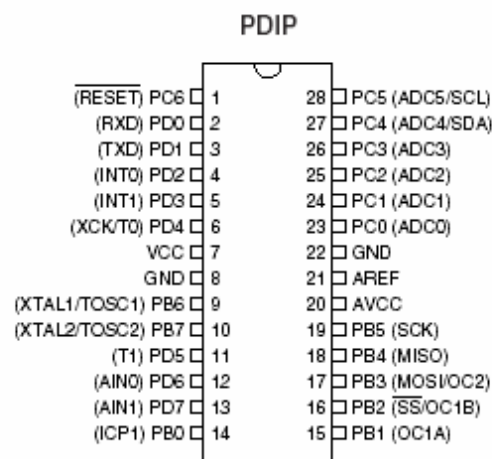 PDIP
(RESET) PC6 1 28 PC5 (ADC5/SCL)
(RXD) PD0 2 27 PC4 (ADC4/SDA)
(TXD) PD1 3 26 PC3 (ADC3)
(INT0) PD2 4 25 PC2 (ADC2)
(INT1) PD3 5 24 PC1 (ADC1)
(XCK/T0) PD4 6 23 PC0 (ADC0)
VCC 7 22 GND
GND 8 21 AREF
(XTAL1/TOSC1) PB6 9 20 AVCC
(XTAL2/TOSC2) PB7 10 19 PB5 (SCK)
(T1) PD5 11 18 PB4 (MISO)
(AIN0) PD6 12 17 PB3 (MOSI/OC2)
(AIN1) PD7 13 16 PB2 (SS/OC1B)
(ICP1) PB0 14 15 PB1 (OC1A)